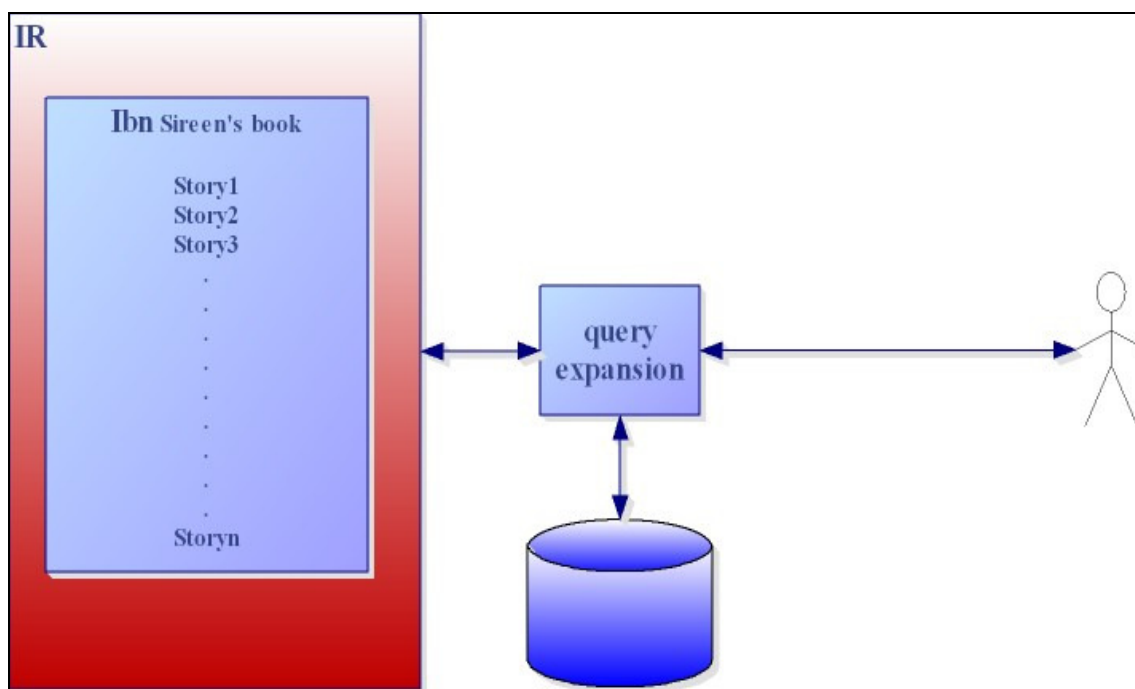 IR
Ibn Sireen's book
Story1
Story2
Story3
.
.
.
.
.
.
.
.
.
Storyn
query
expansion